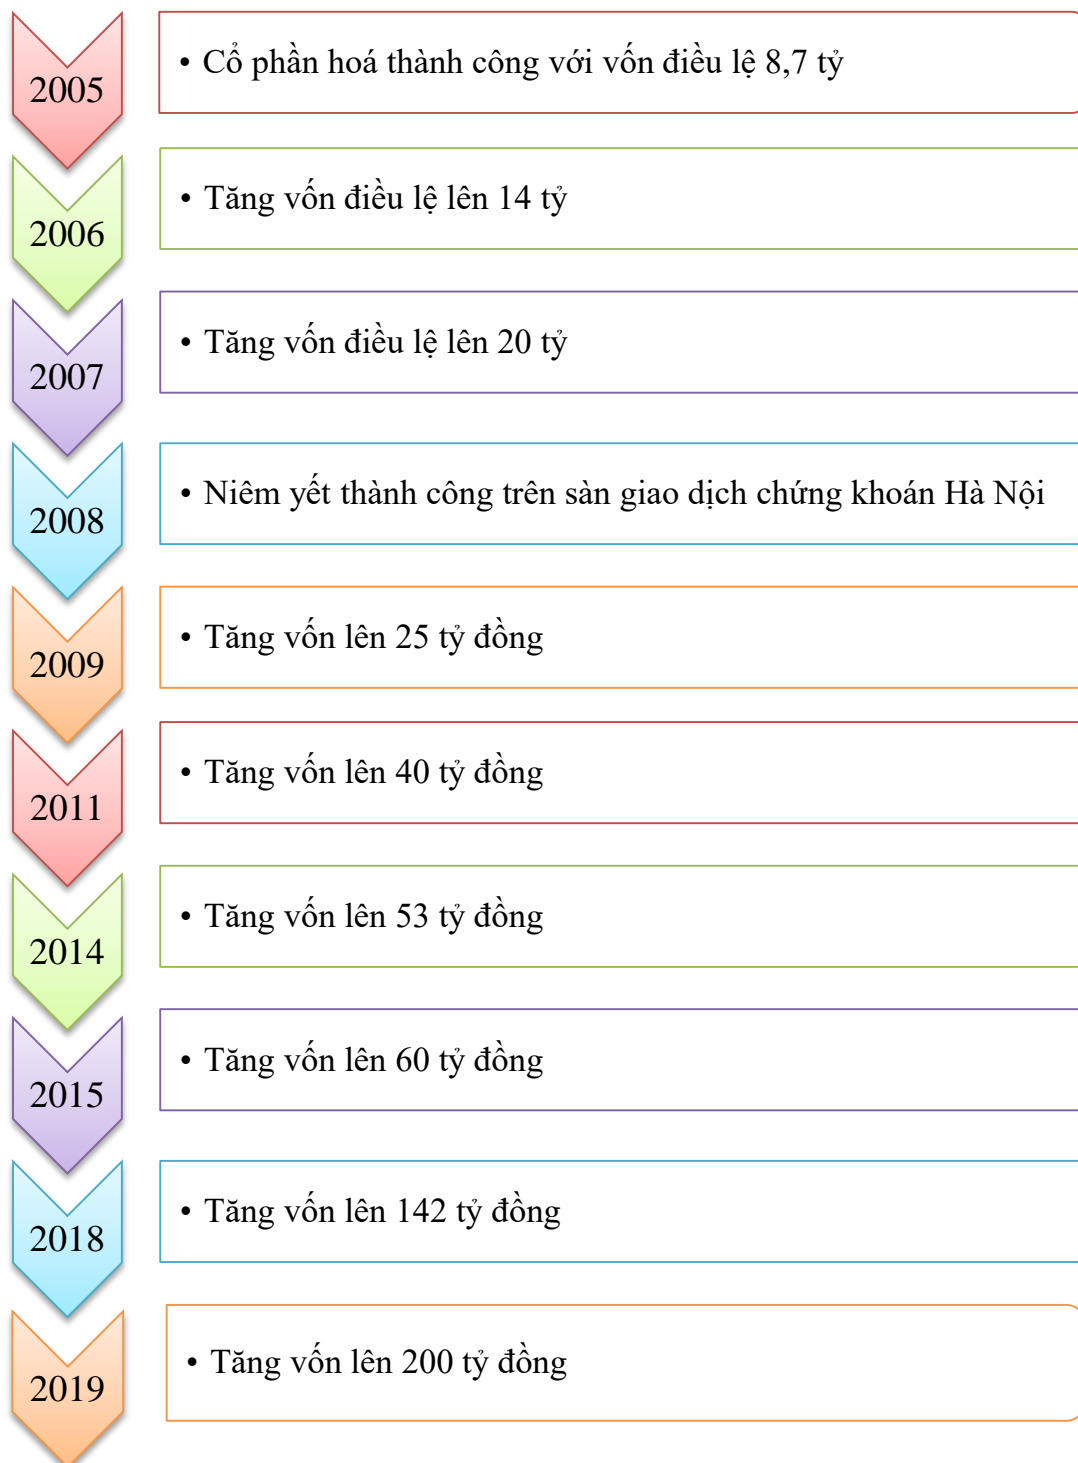 2005
• Cổ phần hoá thành công với vốn điều lệ 8,7 tỷ
2006
• Tăng vốn điều lệ lên 14 tỷ
2007
• Tăng vốn điều lệ lên 20 tỷ
2008
• Niêm yết thành công trên sàn giao dịch chứng khoán Hà Nội
2009
• Tăng vốn lên 25 tỷ đồng
2011
• Tăng vốn lên 40 tỷ đồng
2014
• Tăng vốn lên 53 tỷ đồng
2015
• Tăng vốn lên 60 tỷ đồng
2018
• Tăng vốn lên 142 tỷ đồng
2019
• Tăng vốn lên 200 tỷ đồng